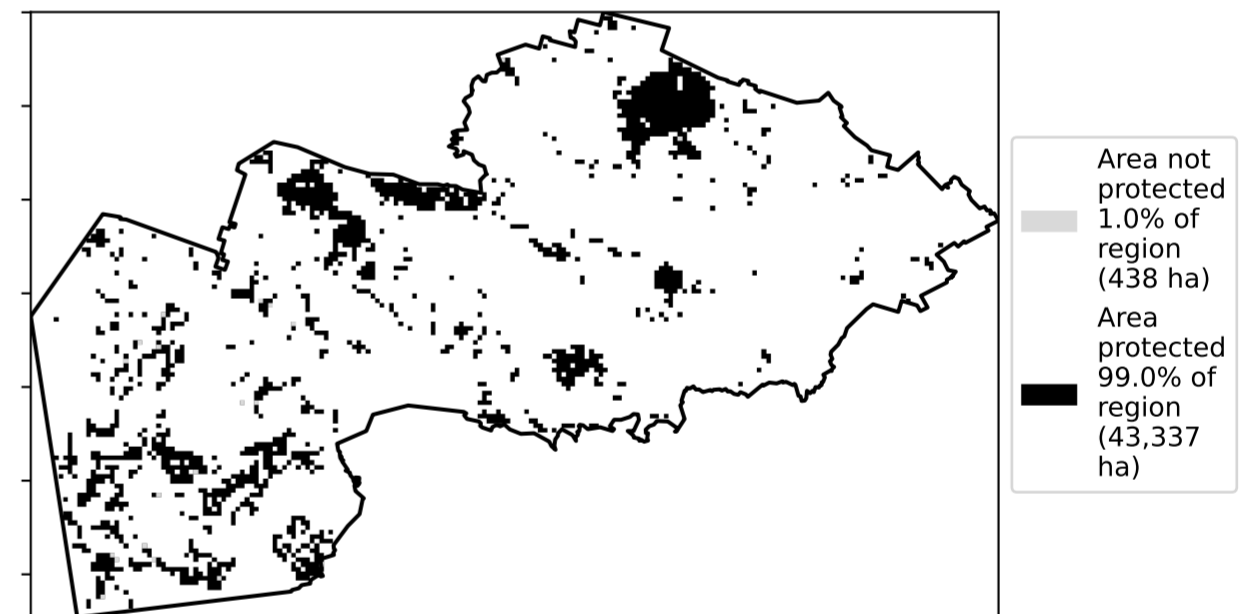 Area not
protected
1.0% of
region
(438 ha)
Area
protected
99.0% of
region
(43,337
ha)